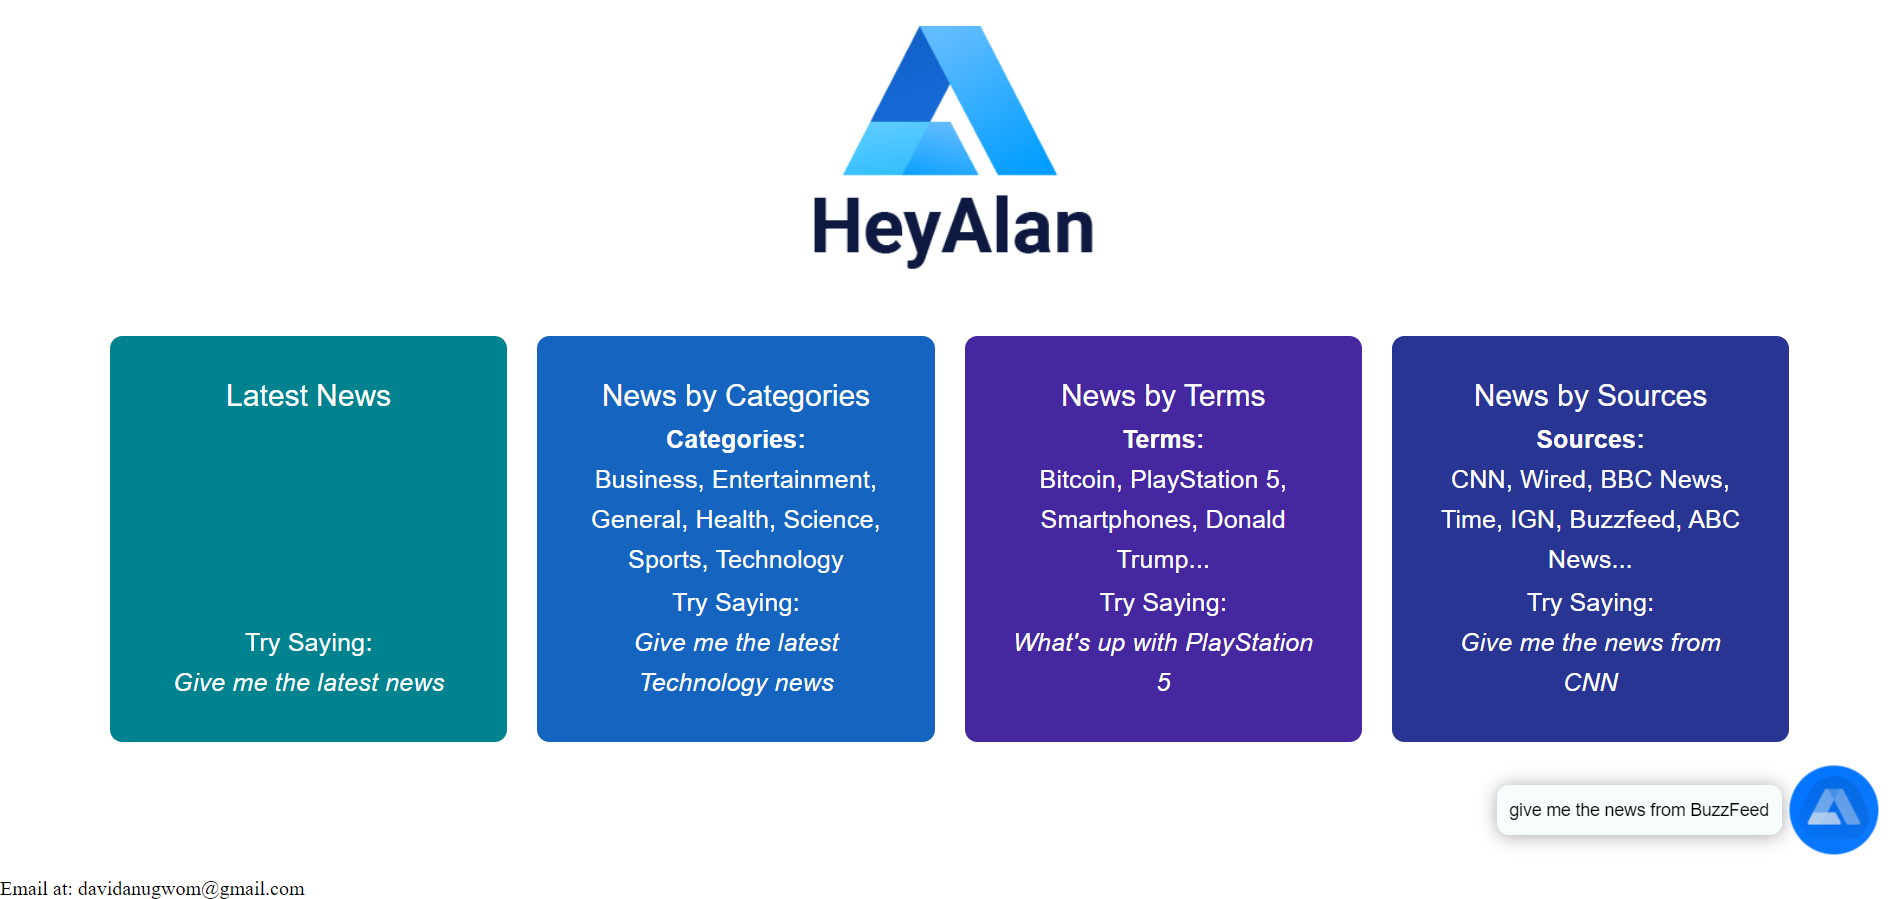 HeyAlan
Latest News
Try Saying:
Give me the latest news
News by Categories
Categories:
Business, Entertainment,
General, Health, Science,
Sports, Technology
Try Saying:
Give me the latest
Technology news
News by Terms
Terms:
Bitcoin, PlayStation 5,
Smartphones, Donald
Trump...
Try Saying:
What's up with PlayStation
5
News by Sources
Sources:
CNN, Wired, BBC News,
Time, IGN, Buzzfeed, ABC
News...
Try Saying:
Give me the news from
CNN
give me the news from BuzzFeed
Email at: davidanugwom@gmail.com